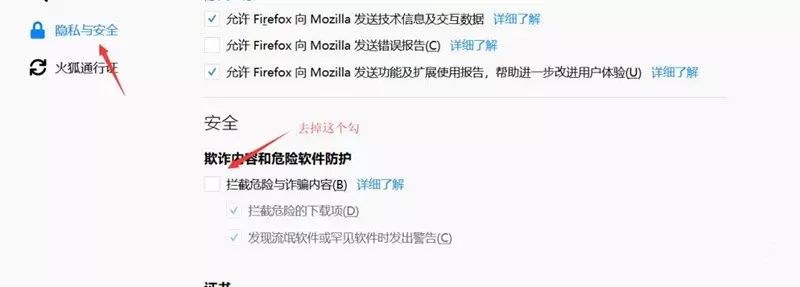 允许 Firefox 向 Mozilla 发送技术信息及交互数据 详细了解
隐私与安全
允许 Firefox 向 Mozilla 发送错误报告(C) 详细了解
火狐通行证
允许 Firefox 向 Mozilla 发送功能及扩展使用报告，帮助进一步改进用户体验(U) 详细了解
安全
去掉这个勾
欺诈内容和危险软件防护
拦截危险与诈骗内容(B) 详细了解
拦截危险的下载项(D)
发现流氓软件或罕见软件时发出警告(C)